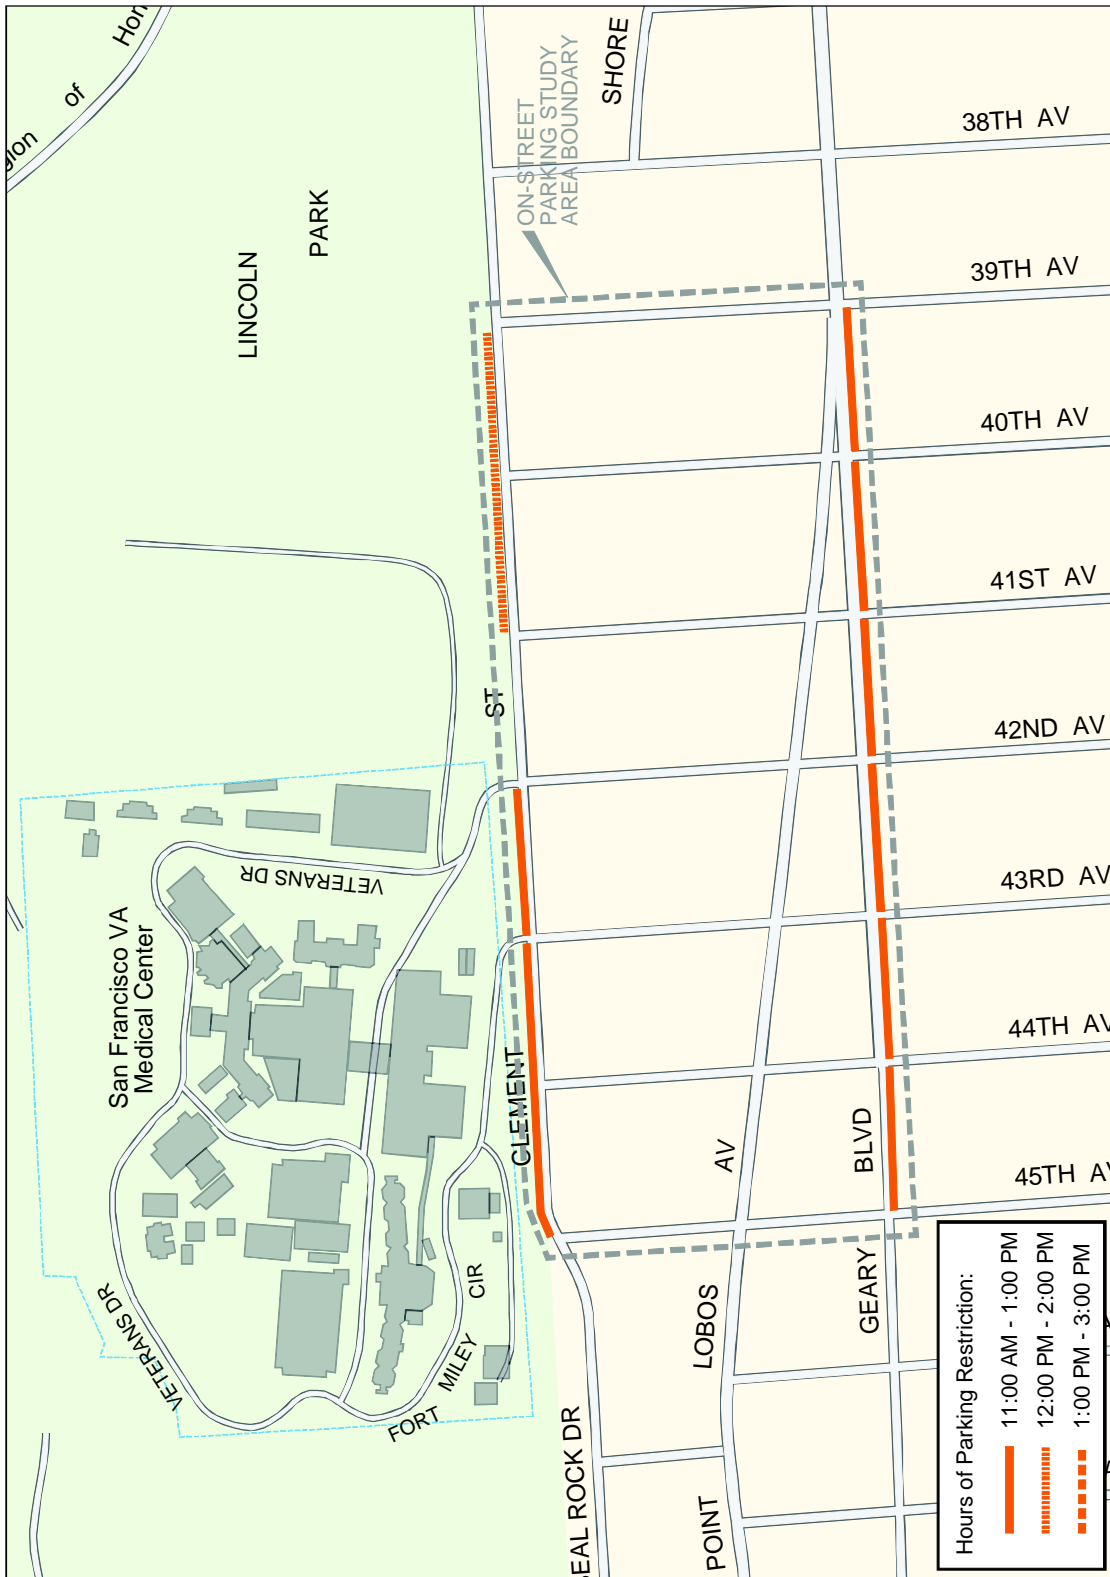 of
Hon
gion
LINCOLN
PARK
SHORE
ON-STREET
PARKING STUDY
AREA BOUNDARY
38TH AV
39TH AV
40TH AV
41ST AV
42ND AV
43RD AV
44TH AV
45TH AV
San Francisco VA
Medical Center
VETERANS DR
VETERANS DR
CLEMENT
ST
FORT
MILEY
CIR
SEAL ROCK DR
POINT
LOBOS
AV
GEARY
BLVD
Hours of Parking Restriction:
11:00 AM - 1:00 PM
12:00 PM - 2:00 PM
1:00 PM - 3:00 PM